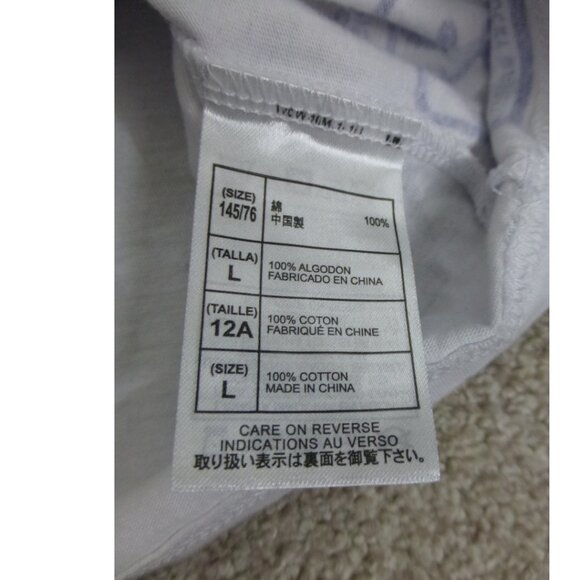 (SIZE)
145/76
綿 100%
中国製
(TALLA)
L
100% ALGODON
FABRICADO EN CHINA
(TAILLE)
12A
100% COTON
FABRIQUÉ EN CHINE
(SIZE)
L
100% COTTON
MADE IN CHINA
CARE ON REVERSE
INDICATIONS AU VERSO
取り扱い表示は裏面を御覧下さい。